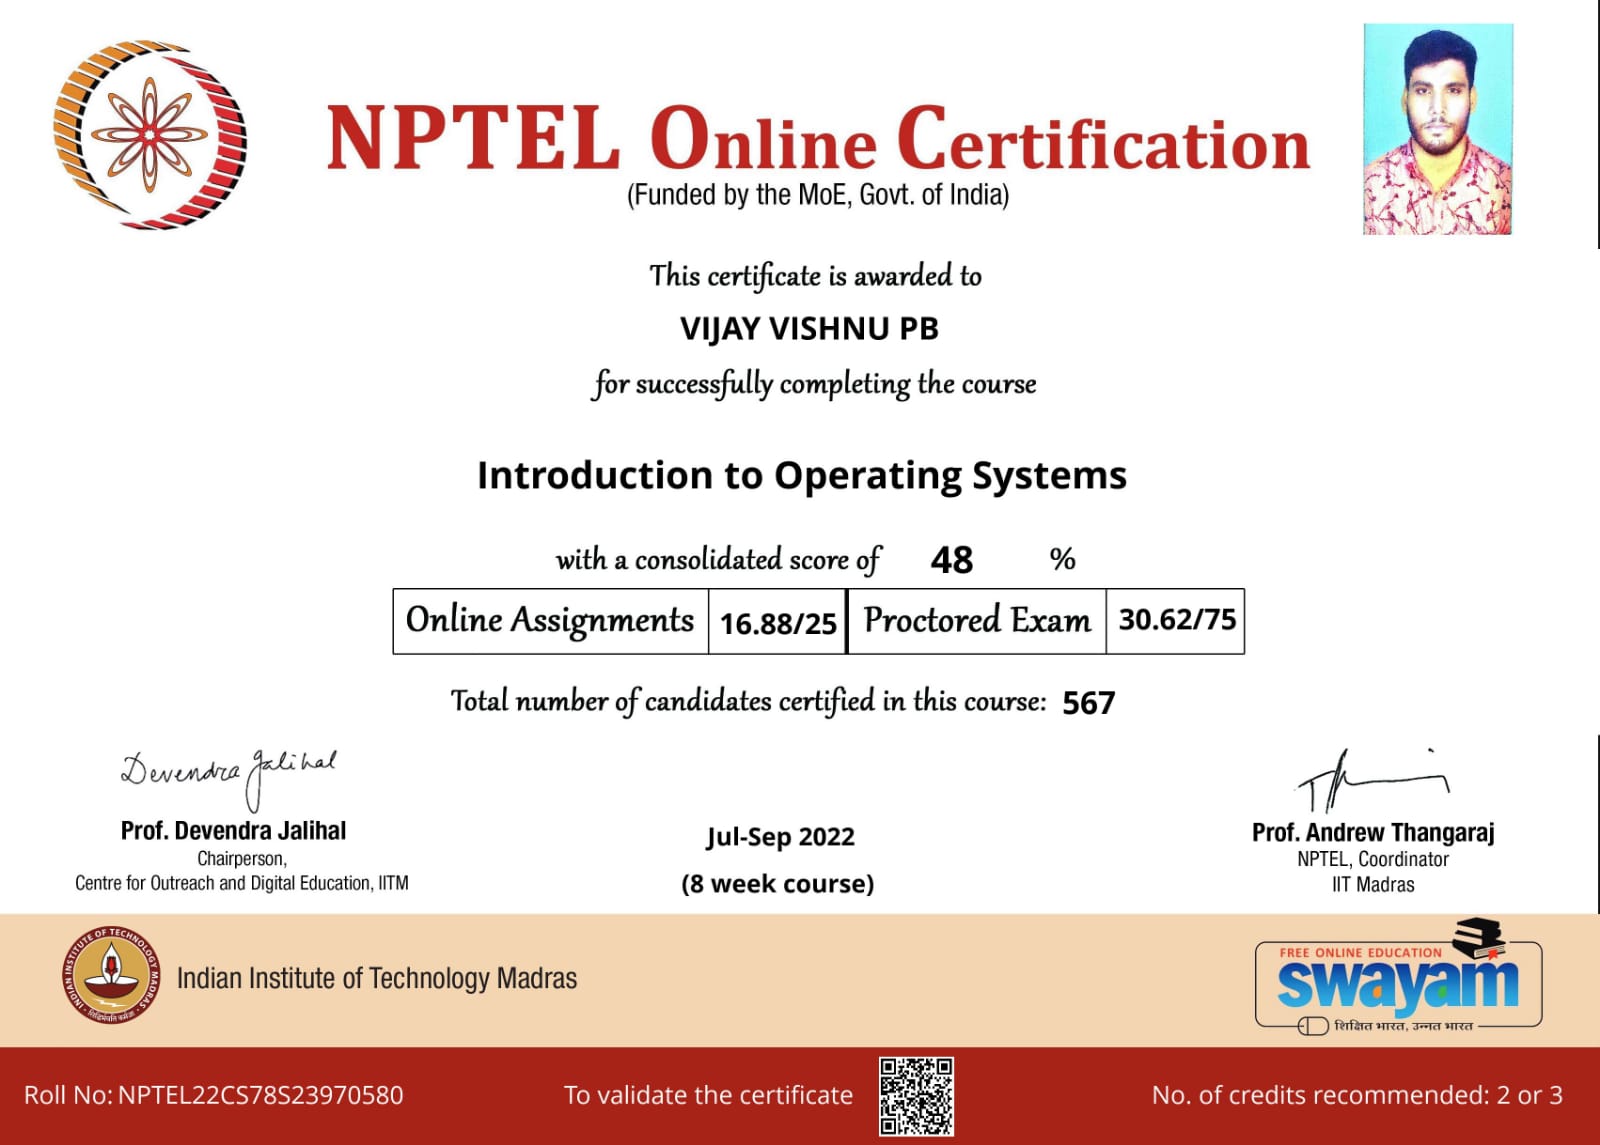 NPTEL Online Certification
(Funded by the MoE, Govt. of India)
This certificate is awarded to
VIJAY VISHNU PB
for successfully completing the course
Introduction to Operating Systems
with a consolidated score of 48 %
Online Assignments 16.88/25 Proctored Exam 30.62/75
Total number of candidates certified in this course: 567
Devendra Jalihal
Prof. Devendra Jalihal
Chairperson,
Centre for Outreach and Digital Education, IITM
Jul-Sep 2022
(8 week course)
Prof. Andrew Thangaraj
NPTEL, Coordinator
IIT Madras
INDIAN INSTITUTE OF TECHNOLOGY MADRAS
सिद्धिर्भवति कर्मजा
Indian Institute of Technology Madras
FREE ONLINE EDUCATION
swayam
शिक्षित भारत, उन्नत भारत
Roll No: NPTEL22CS78S23970580
To validate the certificate
No. of credits recommended: 2 or 3